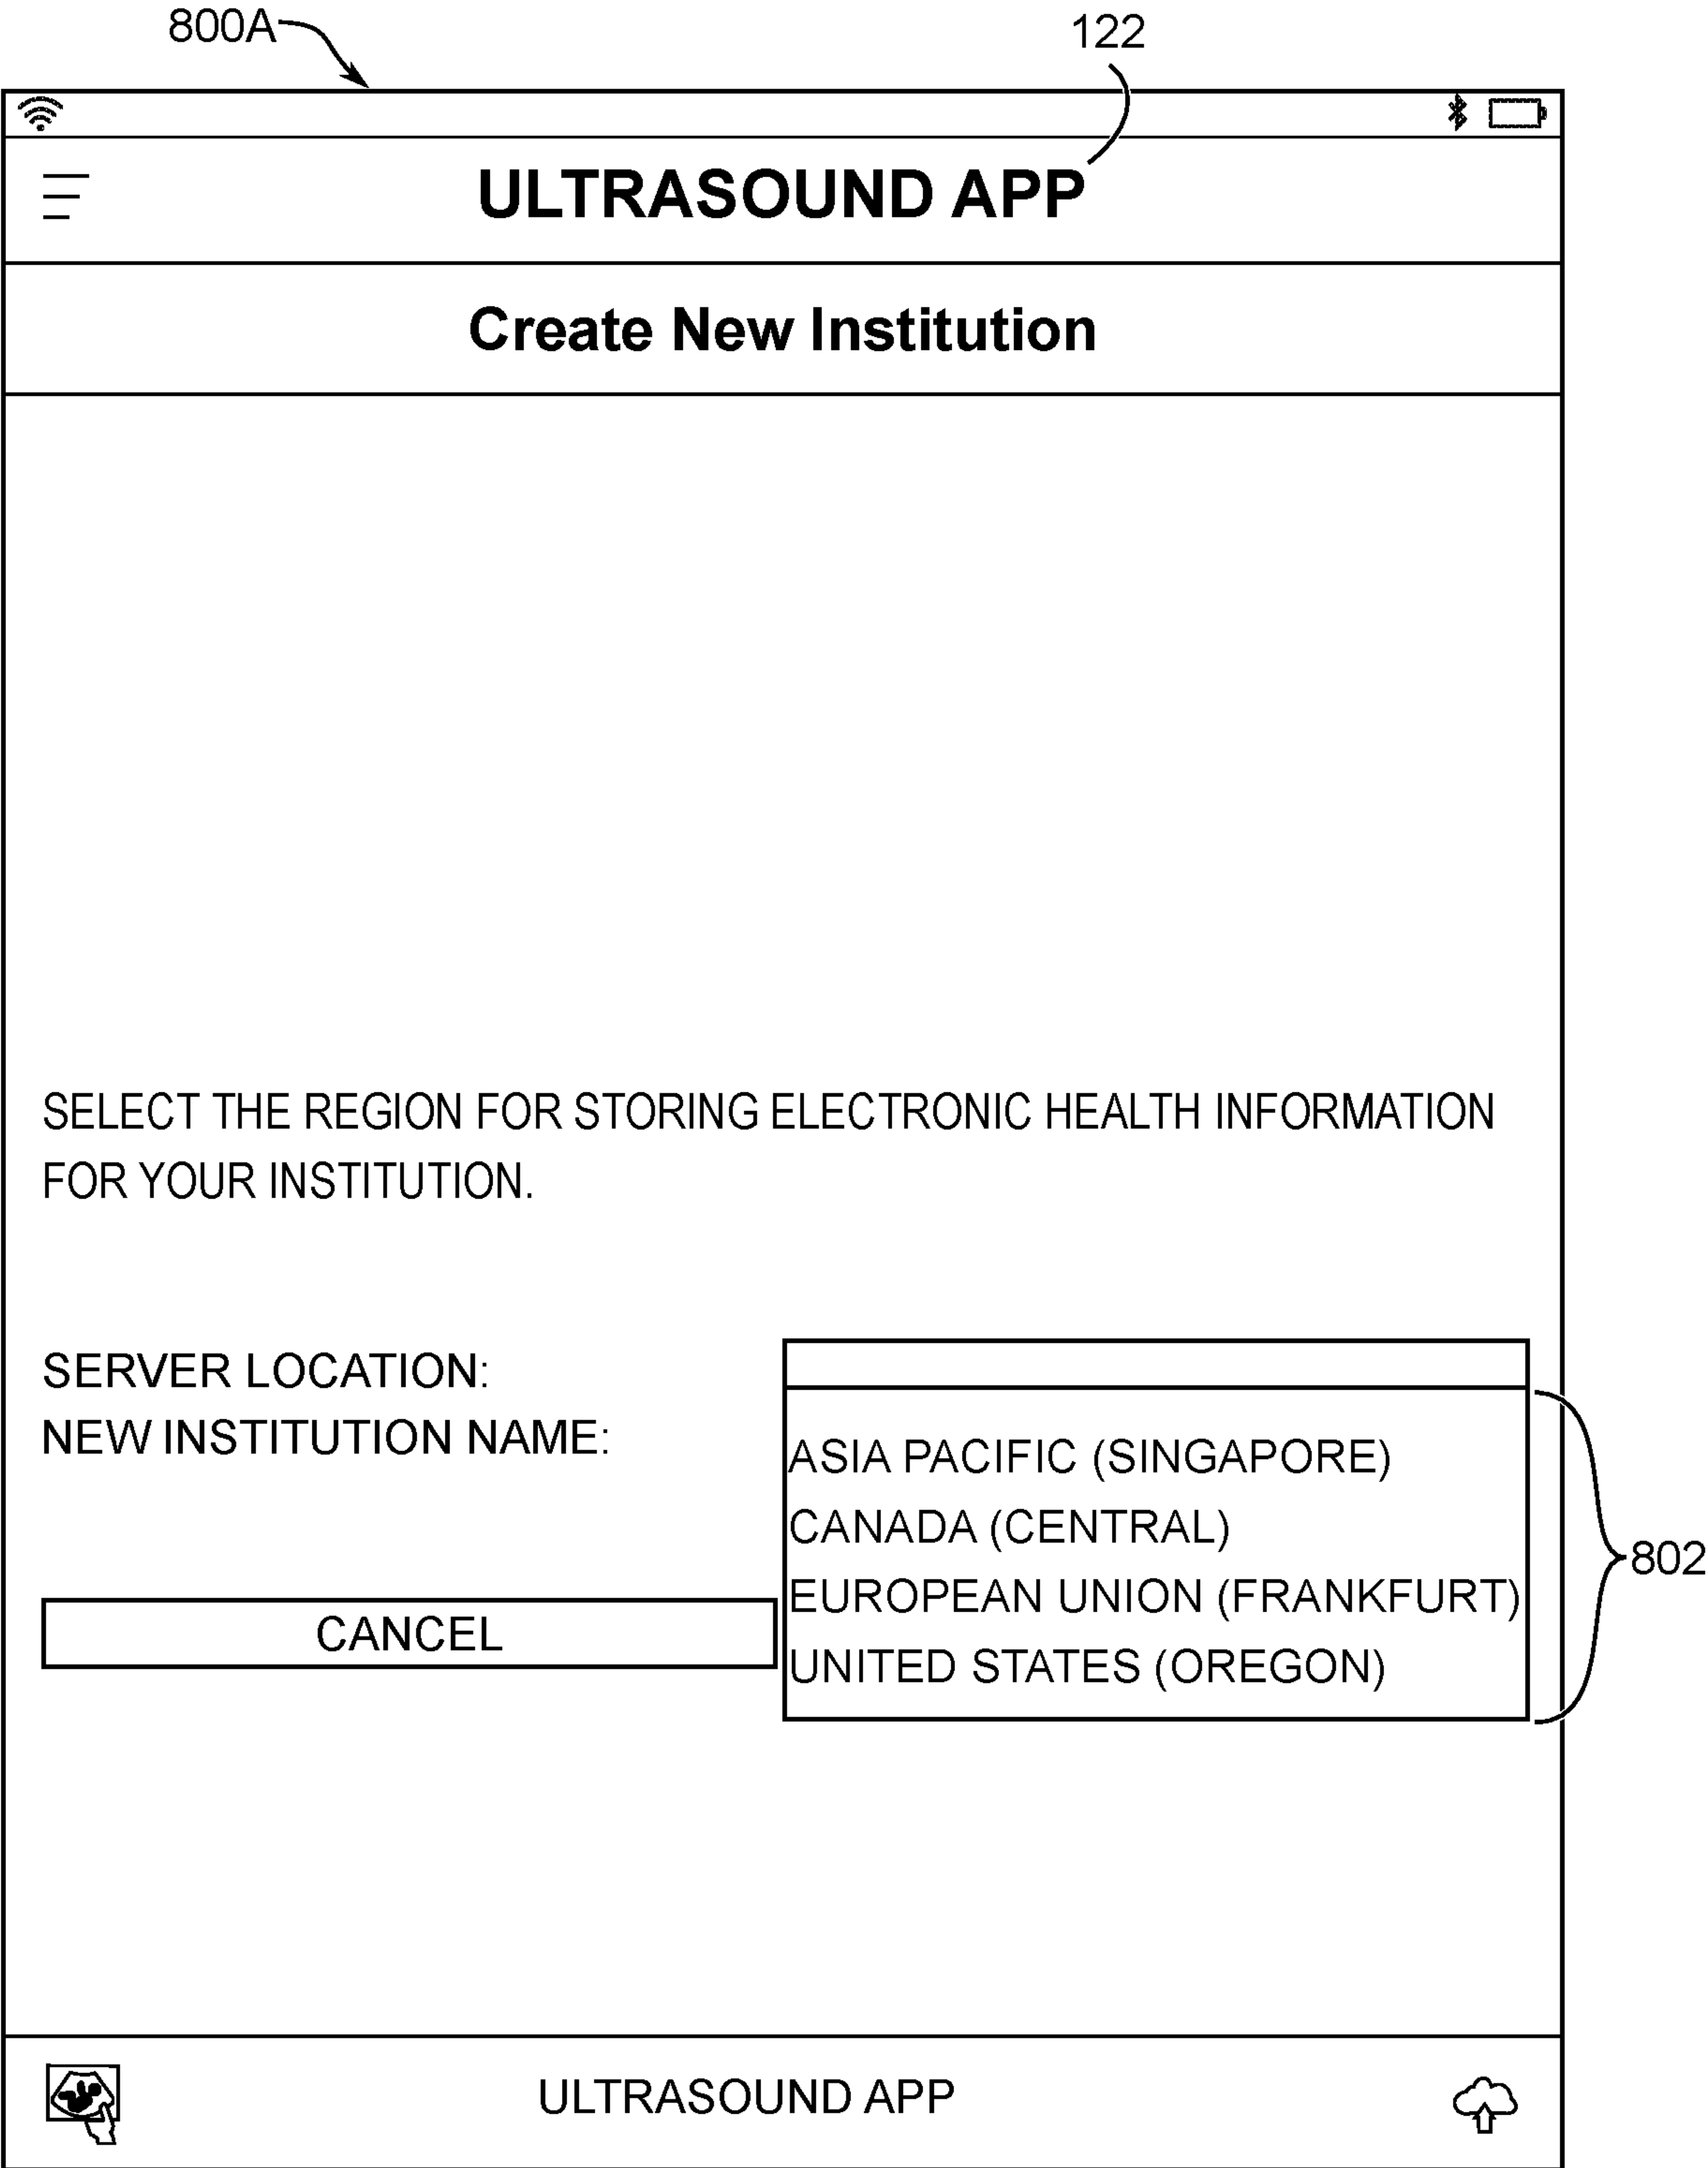 800A
122
ULTRASOUND APP
Create New Institution
SELECT THE REGION FOR STORING ELECTRONIC HEALTH INFORMATION
FOR YOUR INSTITUTION.
SERVER LOCATION:
NEW INSTITUTION NAME:
ASIA PACIFIC (SINGAPORE)
CANADA (CENTRAL)
EUROPEAN UNION (FRANKFURT)
UNITED STATES (OREGON)
802
CANCEL
ULTRASOUND APP